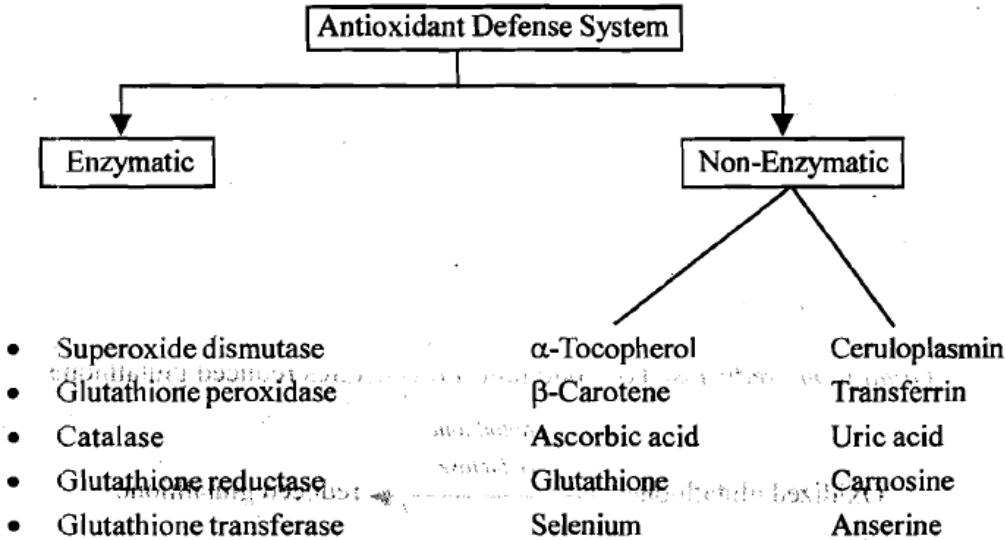 Antioxidant Defense System
Enzymatic
Non-Enzymatic
• Superoxide dismutase
• Glutathione peroxidase
• Catalase
• Glutathione reductase
• Glutathione transferase
α-Tocopherol
β-Carotene
Ascorbic acid
Glutathione
Selenium
Ceruloplasmin
Transferrin
Uric acid
Carnosine
Anserine